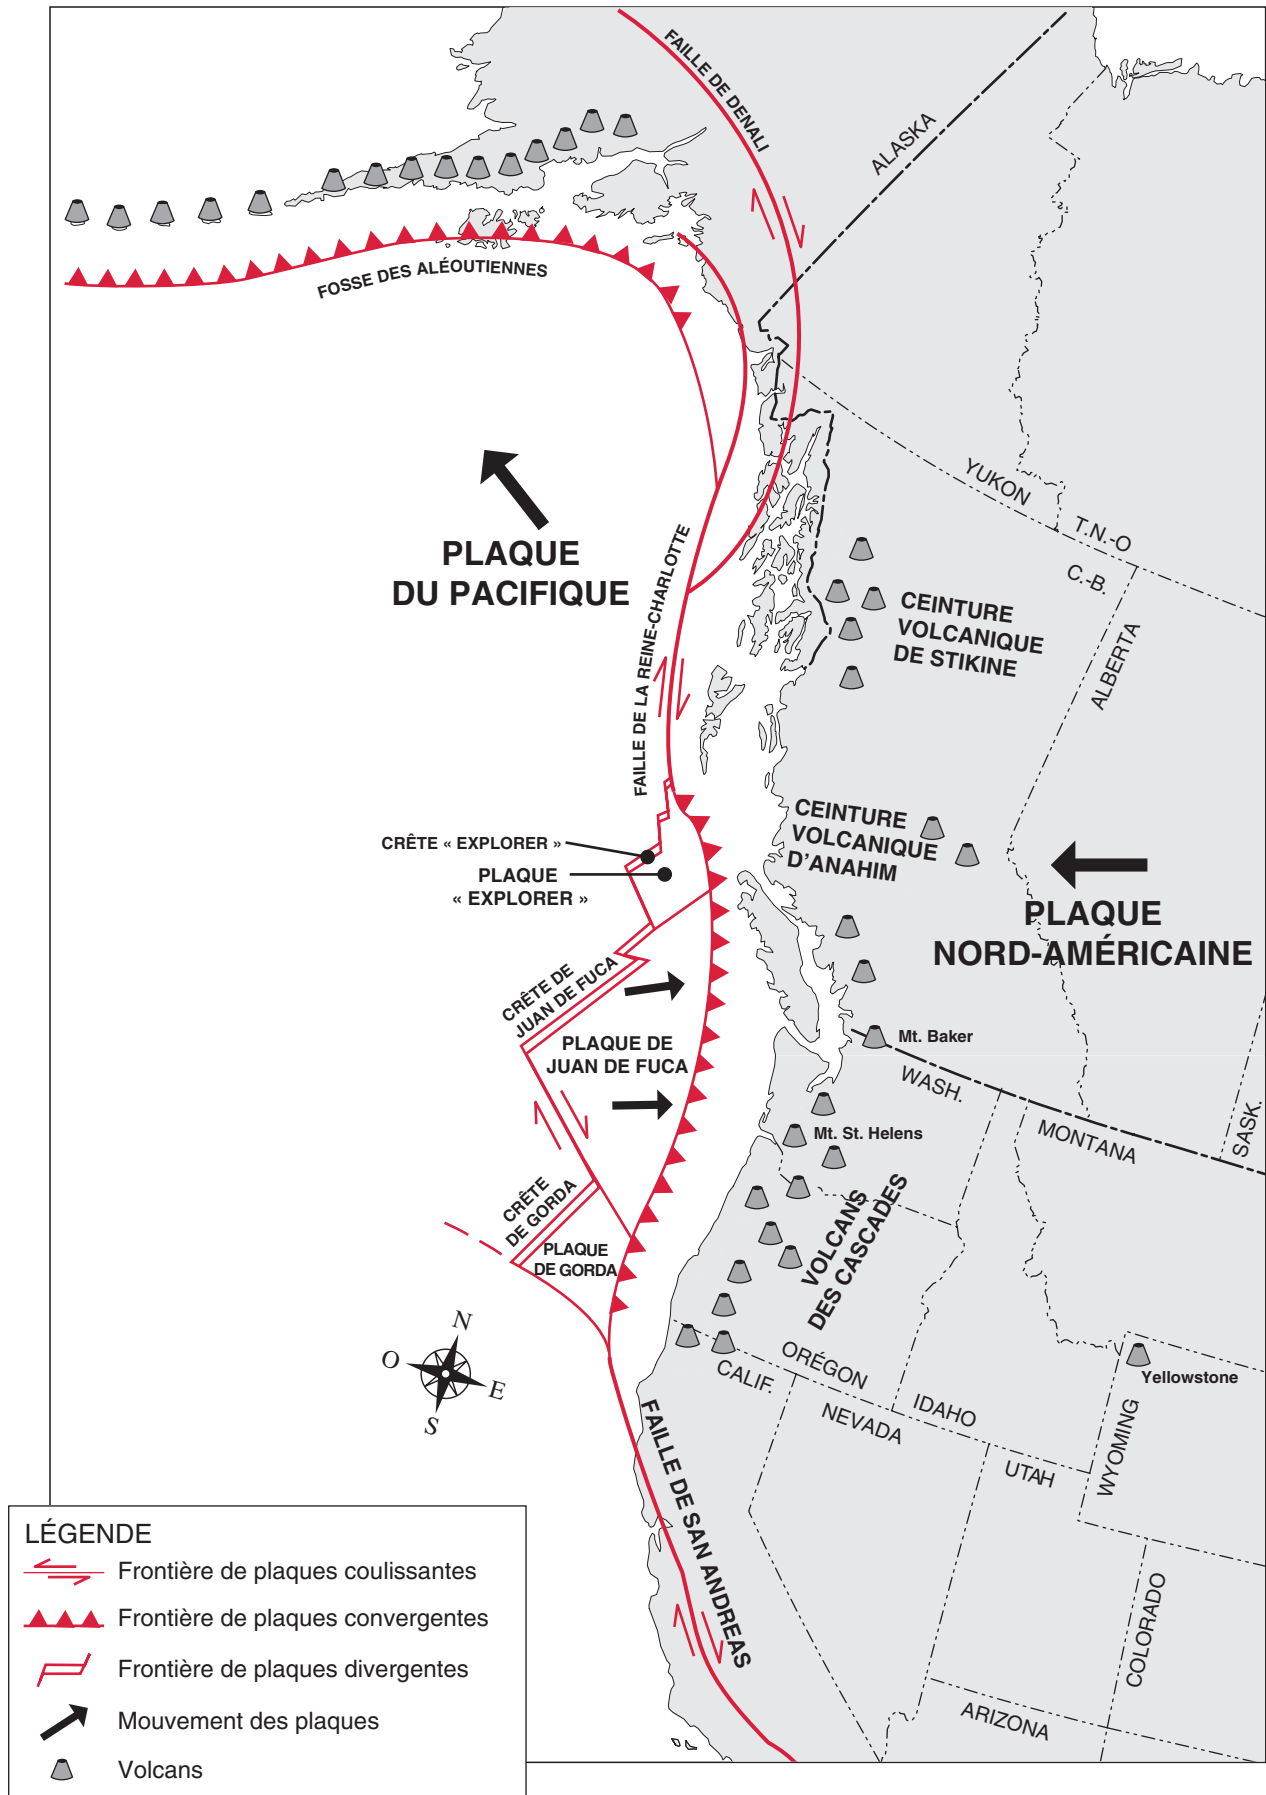 FAILLE DE DENALI
ALASKA
FOSSE DES ALÉOUTIENNES
YUKON
T.N.-O
C.-B.
ALBERTA
PLAQUE
DU PACIFIQUE
FAILLE DE LA REINE-CHARLOTTE
CEINTURE
VOLCANIQUE
DE STIKINE
CEINTURE
VOLCANIQUE
D'ANAHIM
CRÊTE « EXPLORER »
PLAQUE
« EXPLORER »
PLAQUE
NORD-AMÉRICAINE
CRÊTE DE
JUAN DE FUCA
PLAQUE DE
JUAN DE FUCA
Mt. Baker
WASH.
MONTANA
SASK.
Mt. St. Helens
CRÊTE
DE GORDA
PLAQUE
DE GORDA
VOLCANS
DES CASCADES
N
O
E
S
ORÉGON
CALIF.
IDAHO
NEVADA
UTAH
Yellowstone
WYOMING
FAILLE DE SAN ANDREAS
COLORADO
ARIZONA
LÉGENDE
Frontière de plaques coulissantes
Frontière de plaques convergentes
Frontière de plaques divergentes
Mouvement des plaques
Volcans